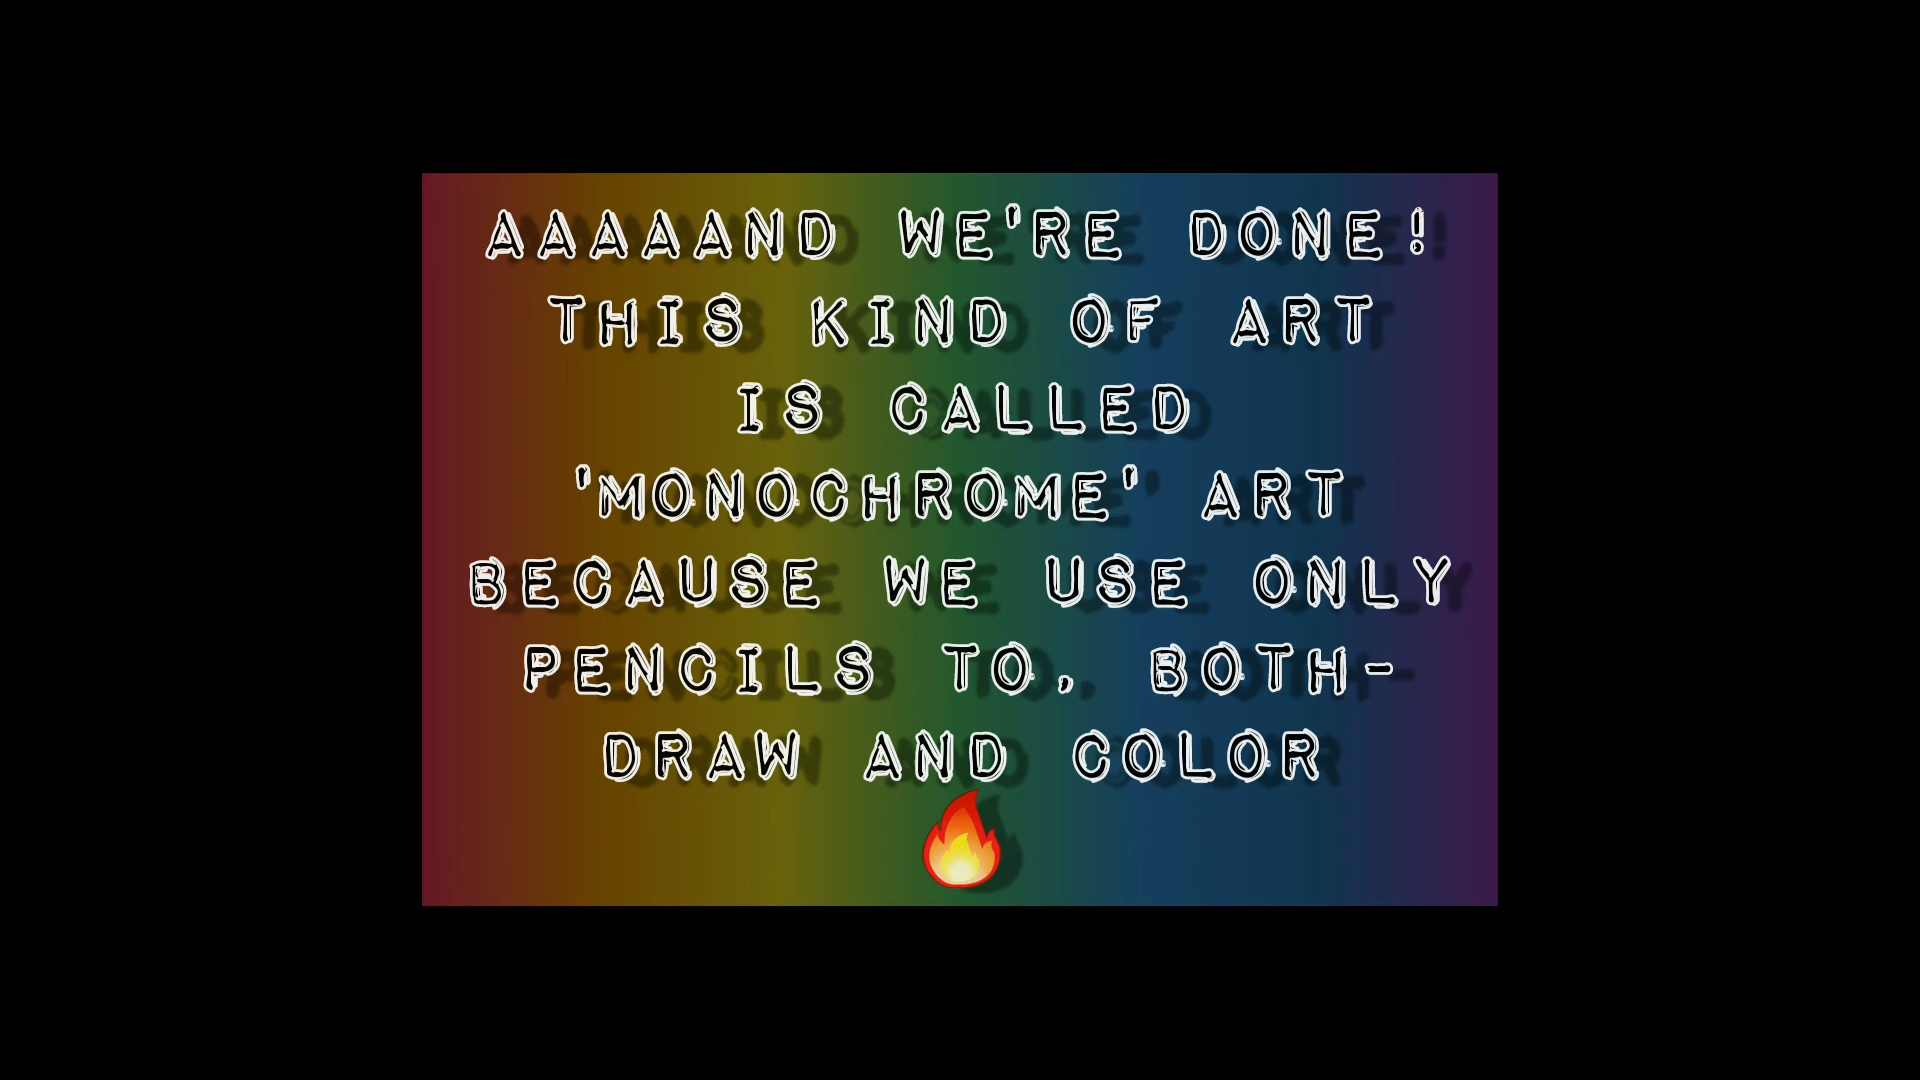 AAAAAND WE'RE DONE!
THIS KIND OF ART
IS CALLED
'MONOCHROME' ART
BECAUSE WE USE ONLY
PENCILS TO, BOTH-
DRAW AND COLOR
🔥